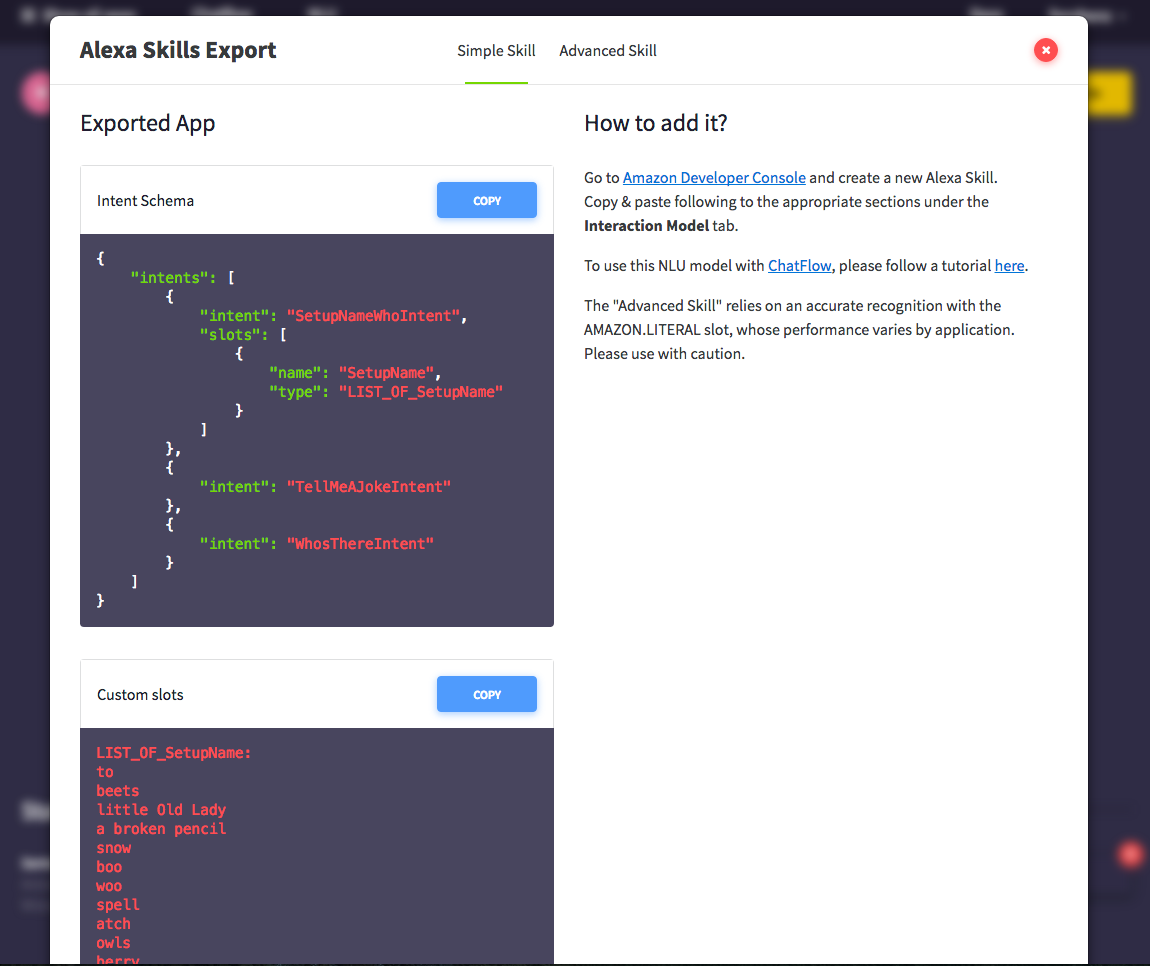 Alexa Skills Export
Simple Skill
Advanced Skill
Exported App
Intent Schema
COPY
{
    "intents": [
        {
            "intent": "SetupNameWhoIntent",
            "slots": [
                {
                    "name": "SetupName",
                    "type": "LIST_OF_SetupName"
                }
            ]
        },
        {
            "intent": "TellMeAJokeIntent"
        },
        {
            "intent": "WhosThereIntent"
        }
    ]
}
Custom slots
COPY
LIST_OF_SetupName:
to
beets
little Old Lady
a broken pencil
snow
boo
woo
spell
atch
owls
berry
How to add it?
Go to Amazon Developer Console and create a new Alexa Skill.
Copy & paste following to the appropriate sections under the
Interaction Model tab.
To use this NLU model with ChatFlow, please follow a tutorial here.
The "Advanced Skill" relies on an accurate recognition with the
AMAZON.LITERAL slot, whose performance varies by application.
Please use with caution.